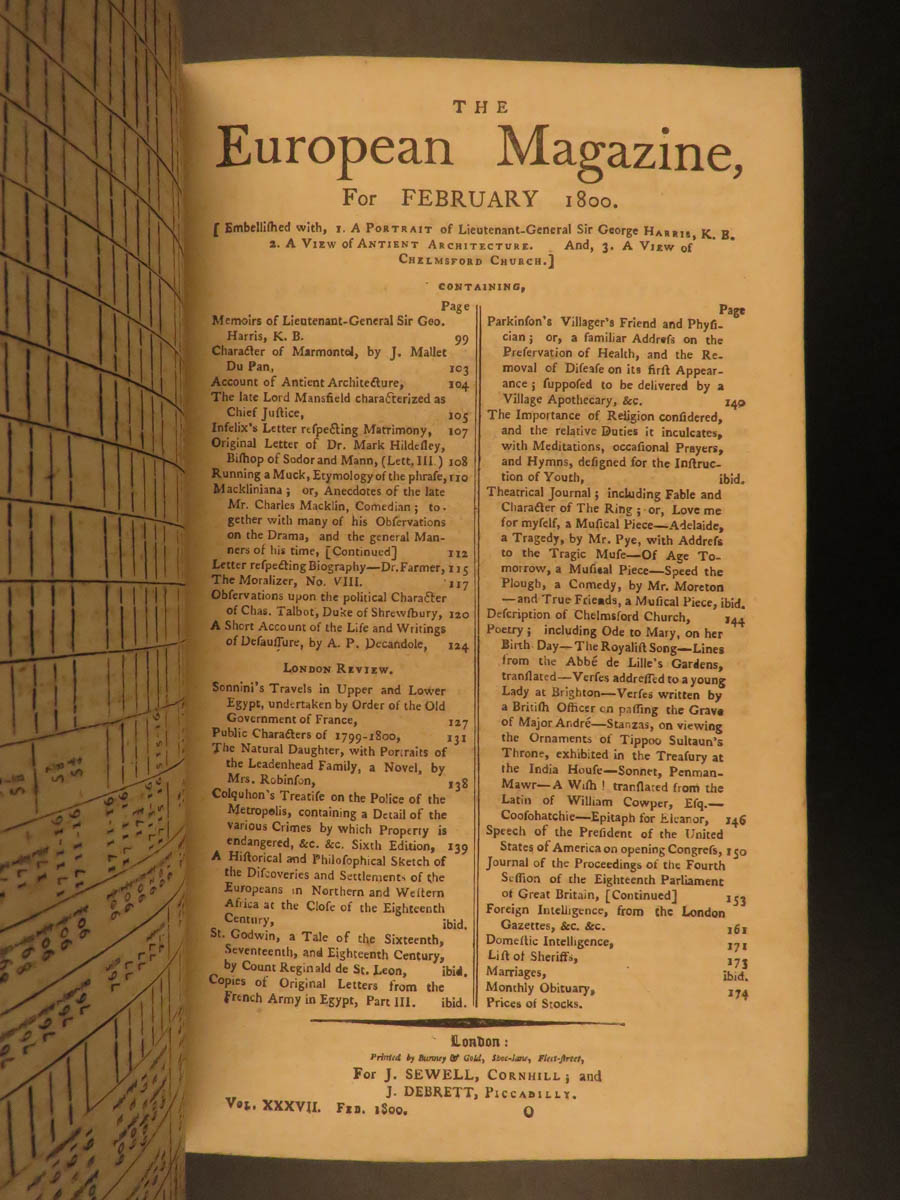 THE
European Magazine,
For FEBRUARY 1800.
[ Embelliſhed with, 1. A PORTRAIT of Lieutenant-General Sir George HARRIS, K. B.
2. A VIEW of ANTIENT ARCHITECTURE. And, 3. A VIEW of
CHELMSFORD CHURCH.]
CONTAINING,
Page
Memoirs of Lieutenant-General Sir Geo.
Harris, K. B. 99
Character of Marmontel, by J. Mallet
Du Pan, 103
Account of Antient Architecture, 104
The late Lord Mansfield characterized as
Chief Juſtice, 105
Infelix's Letter reſpecting Matrimony, 107
Original Letter of Dr. Mark Hildeſley,
Biſhop of Sodor and Mann, (Lett, III.) 108
Running a Muck, Etymology of the phraſe, 110
Mackliniana ; or, Anecdotes of the late
Mr. Charles Macklin, Comedian ; to-
gether with many of his Obſervations
on the Drama, and the general Man-
ners of his time, [Continued] 112
Letter reſpecting Biography—Dr. Farmer, 115
The Moralizer, No. VIII. 117
Obſervations upon the political Character
of Chas. Talbot, Duke of Shrewſbury, 120
A Short Account of the Life and Writings
of Deſauſſure, by A. P. Decandole, 124
LONDON REVIEW.
Sonnini's Travels in Upper and Lower
Egypt, undertaken by Order of the Old
Government of France, 127
Public Characters of 1799-1800, 131
The Natural Daughter, with Portraits of
the Leadenhead Family, a Novel, by
Mrs. Robinſon, 138
Colquhon's Treatiſe on the Police of the
Metropolis, containing a Detail of the
various Crimes by which Property is
endangered, &c. &c. Sixth Edition, 139
A Hiſtorical and Philoſophical Sketch of
the Diſcoveries and Settlements of the
Europeans in Northern and Weſtern
Africa at the Cloſe of the Eighteenth
Century, ibid.
St. Godwin, a Tale of the Sixteenth,
Seventeenth, and Eighteenth Century,
by Count Reginald de St. Leon, ibid.
Copies of Original Letters from the
French Army in Egypt, Part III. ibid.
Page
Parkinſon's Villager's Friend and Phyſi-
cian ; or, a familiar Addreſs on the
Preſervation of Health, and the Re-
moval of Diſeaſe on its firſt Appear-
ance ; ſuppoſed to be delivered by a
Village Apothecary, &c. 140
The Importance of Religion conſidered,
and the relative Duties it inculcates,
with Meditations, occaſional Prayers,
and Hymns, deſigned for the Inſtruc-
tion of Youth, ibid.
Theatrical Journal ; including Fable and
Character of The Ring ; or, Love me
for myſelf, a Muſical Piece—Adelaide,
a Tragedy, by Mr. Pye, with Addreſs
to the Tragic Muſe—Of Age To-
morrow, a Muſical Piece—Speed the
Plough, a Comedy, by Mr. Moreton
—and True Friends, a Muſical Piece, ibid.
Deſcription of Chelmsford Church, 144
Poetry ; including Ode to Mary, on her
Birth Day—The Royaliſt Song—Lines
from the Abbé de Lille's Gardens,
tranſlated—Verſes addreſſed to a young
Lady at Brighton—Verſes written by
a Britiſh Officer on paſſing the Grave
of Major André—Stanzas, on viewing
the Ornaments of Tippoo Sultaun's
Throne, exhibited in the Treaſury at
the India Houſe—Sonnet, Penman-
Mawr—A Wiſh ! tranſlated from the
Latin of William Cowper, Eſq.—
Cooſohatchie—Epitaph for Eleanor, 146
Speech of the Preſident of the United
States of America on opening Congreſs, 150
Journal of the Proceedings of the Fourth
Seſſion of the Eighteenth Parliament
of Great Britain, [Continued] 153
Foreign Intelligence, from the London
Gazettes, &c. &c. 161
Domeſtic Intelligence, 171
Liſt of Sheriffs, 173
Marriages, ibid.
Monthly Obituary, 174
Prices of Stocks.
London:
Printed by Bunney & Gold, Shoe-lane, Fleet-ſtreet,
For J. SEWELL, CORNHILL ; and
J. DEBRETT, PICCADILLY.
VOL. XXXVII. FEB. 1800. O